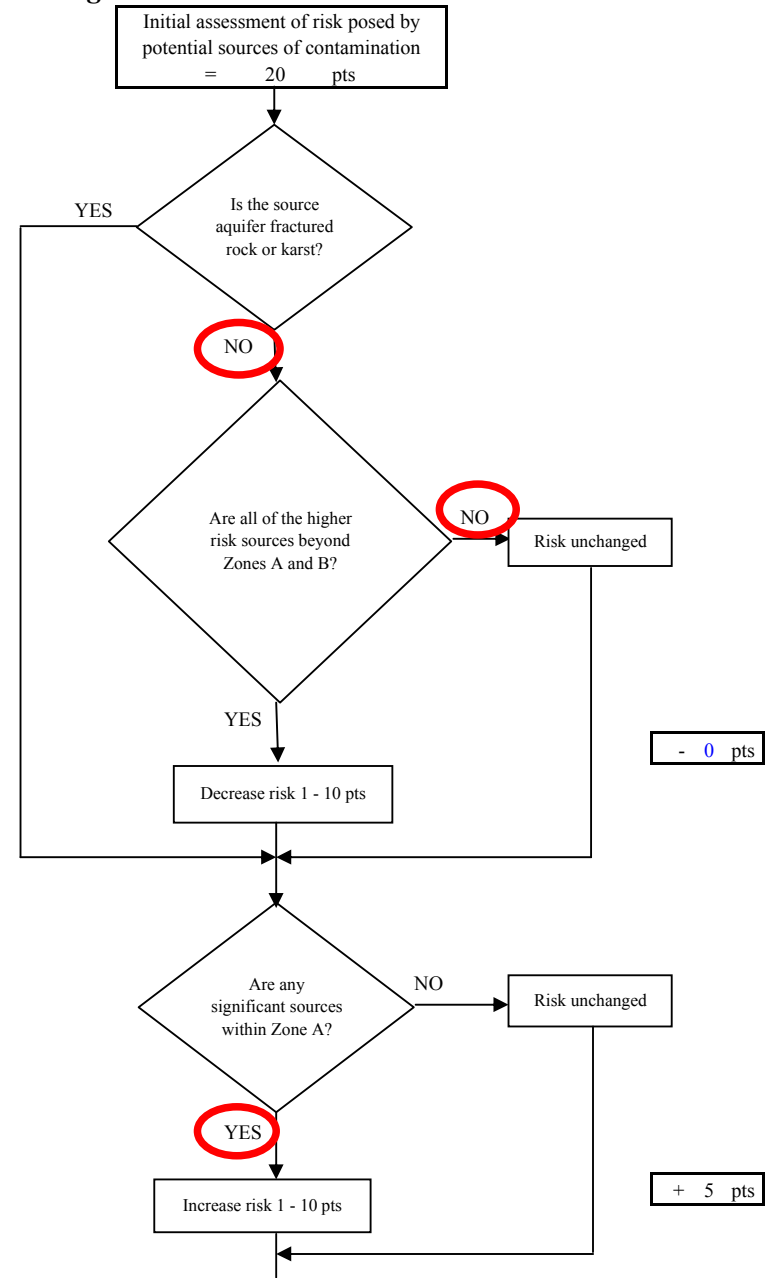 Initial assessment of risk posed by
potential sources of contamination
= 20 pts
YES
Is the source
aquifer fractured
rock or karst?
NO
Are all of the higher
risk sources beyond
Zones A and B?
NO
Risk unchanged
YES
- 0 pts
Decrease risk 1 - 10 pts
Are any
significant sources
within Zone A?
NO
Risk unchanged
YES
+ 5 pts
Increase risk 1 - 10 pts